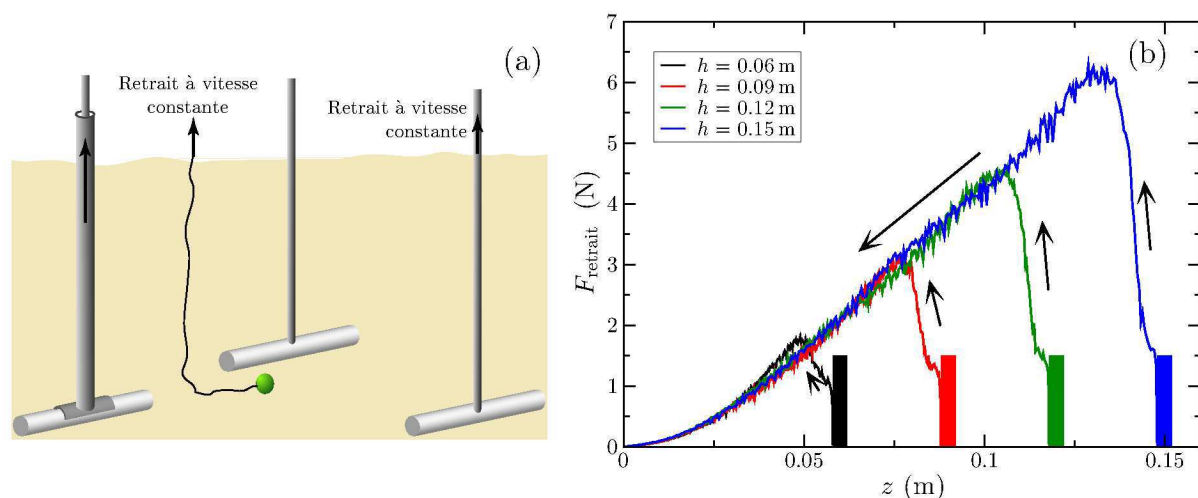 (a)
Retrait à vitesse
constante
Retrait à vitesse
constante
(b)
7
6
5
4
3
2
1
0
F_retrait (N)
h = 0.06 m
h = 0.09 m
h = 0.12 m
h = 0.15 m
0
0.05
0.1
0.15
z (m)